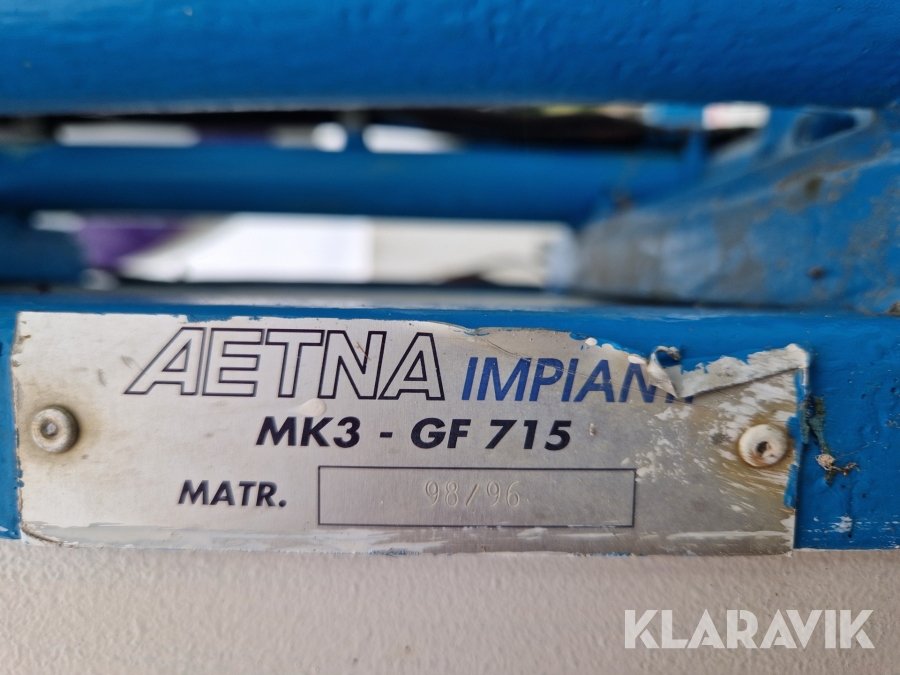 AETNA IMPIANTI
MK3 - GF 715
MATR. 98/96
KLARAVIK